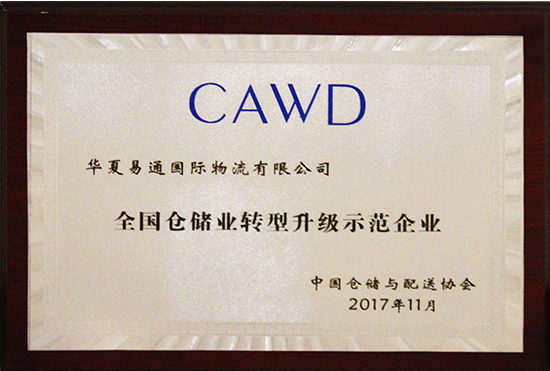 CAWD
华夏易通国际物流有限公司
全国仓储业转型升级示范企业
中国仓储与配送协会
2017年11月